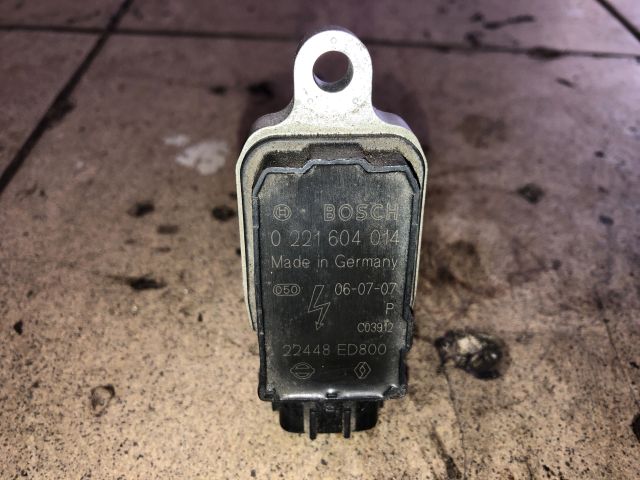 BOSCH
0 221 604 014
Made in Germany
050 06-07-07
P
C03912
22448 ED800